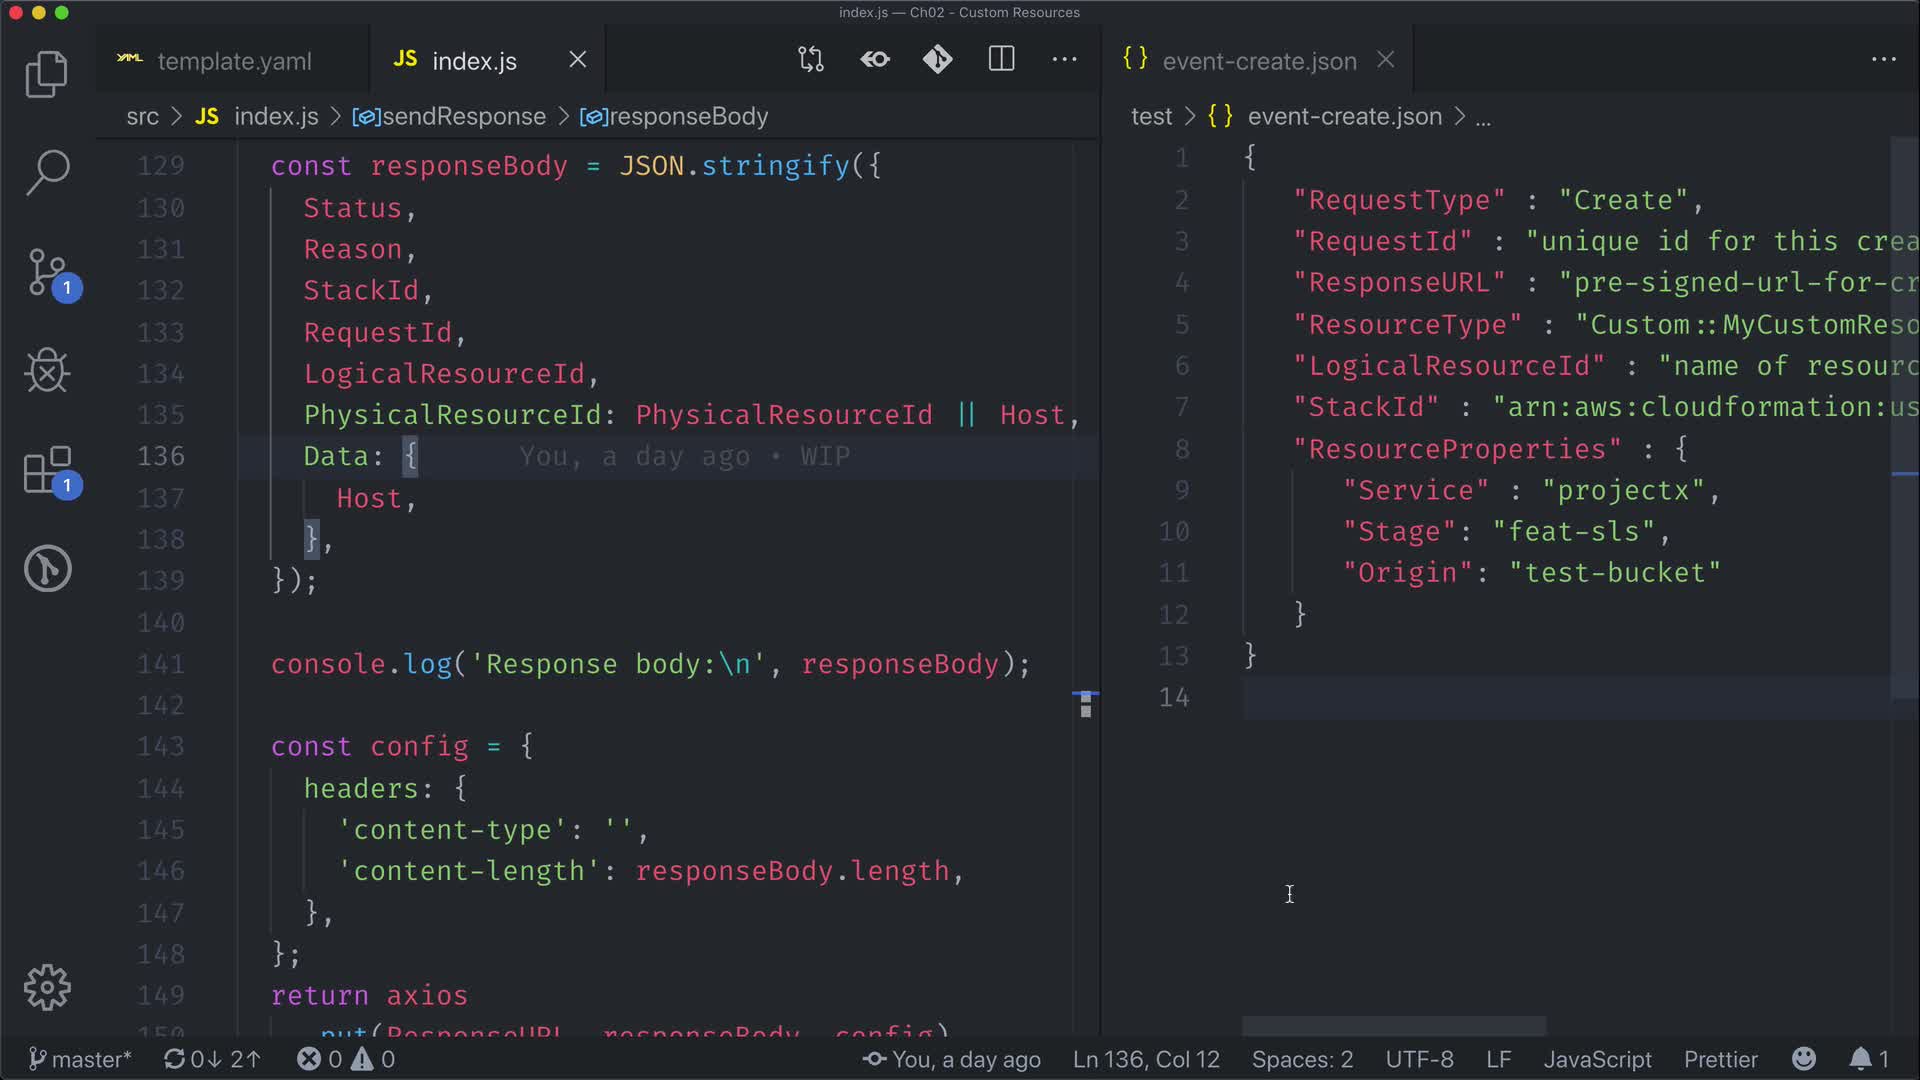 index.js — Ch02 - Custom Resources
YAML template.yaml
JS index.js
{} event-create.json
src > JS index.js > sendResponse > responseBody
test > {} event-create.json > ...
129 const responseBody = JSON.stringify({
130 Status,
131 Reason,
132 StackId,
133 RequestId,
134 LogicalResourceId,
135 PhysicalResourceId: PhysicalResourceId || Host,
136 Data: { You, a day ago • WIP
137 Host,
138 },
139 });
140
141 console.log('Response body:\n', responseBody);
142
143 const config = {
144 headers: {
145 'content-type': '',
146 'content-length': responseBody.length,
147 },
148 };
149 return axios
150 .put(ResponseURL, responseBody, config)
1 {
2 "RequestType" : "Create",
3 "RequestId" : "unique id for this crea
4 "ResponseURL" : "pre-signed-url-for-cr
5 "ResourceType" : "Custom::MyCustomReso
6 "LogicalResourceId" : "name of resourc
7 "StackId" : "arn:aws:cloudformation:us
8 "ResourceProperties" : {
9 "Service" : "projectx",
10 "Stage": "feat-sls",
11 "Origin": "test-bucket"
12 }
13 }
14
1
1
master* 0↓ 2↑ 0 0 You, a day ago Ln 136, Col 12 Spaces: 2 UTF-8 LF JavaScript Prettier 1